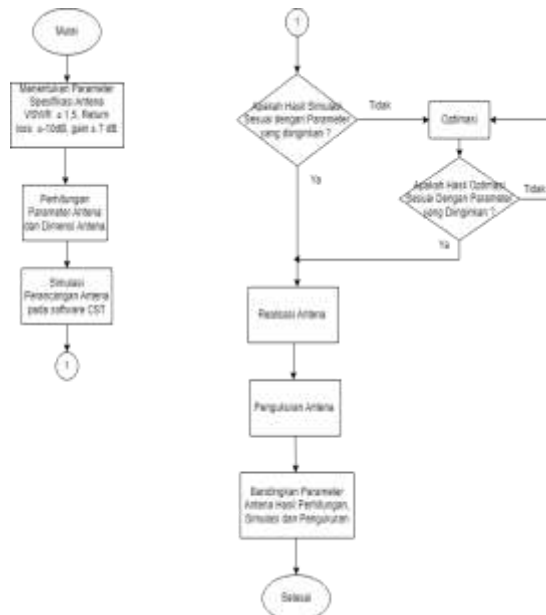 Mulai
Menentukan Parameter
Spesifikasi Antena
VSWR ≤ 1,5, Return
loss ≤-10dB, gain ≥ 7 dB
Perhitungan
Parameter Antena
dan Dimensi Antena
Simulasi
Perancangan Antena
pada software CST
1
1
Apakah Hasil Simulasi
Sesuai dengan Parameter
yang diinginkan ?
Tidak
Ya
Optimasi
Apakah Hasil Optimasi
Sesuai Dengan Parameter
yang Diinginkan ?
Tidak
Ya
Realisasi Antena
Pengukuran Antena
Bandingkan Parameter
Antena Hasil Perhitungan,
Simulasi dan Pengukuran
Selesai